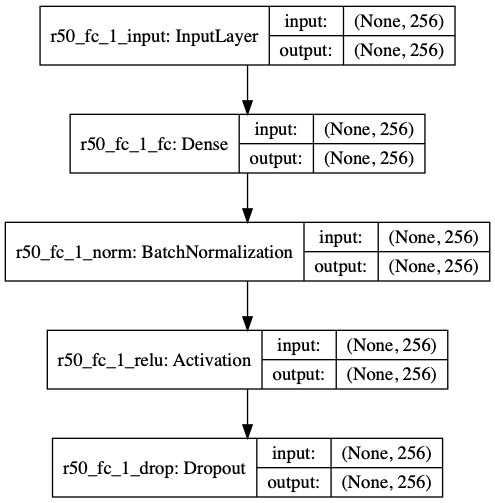 r50_fc_1_input: InputLayer
input:
(None, 256)
output:
(None, 256)
r50_fc_1_fc: Dense
input:
(None, 256)
output:
(None, 256)
r50_fc_1_norm: BatchNormalization
input:
(None, 256)
output:
(None, 256)
r50_fc_1_relu: Activation
input:
(None, 256)
output:
(None, 256)
r50_fc_1_drop: Dropout
input:
(None, 256)
output:
(None, 256)